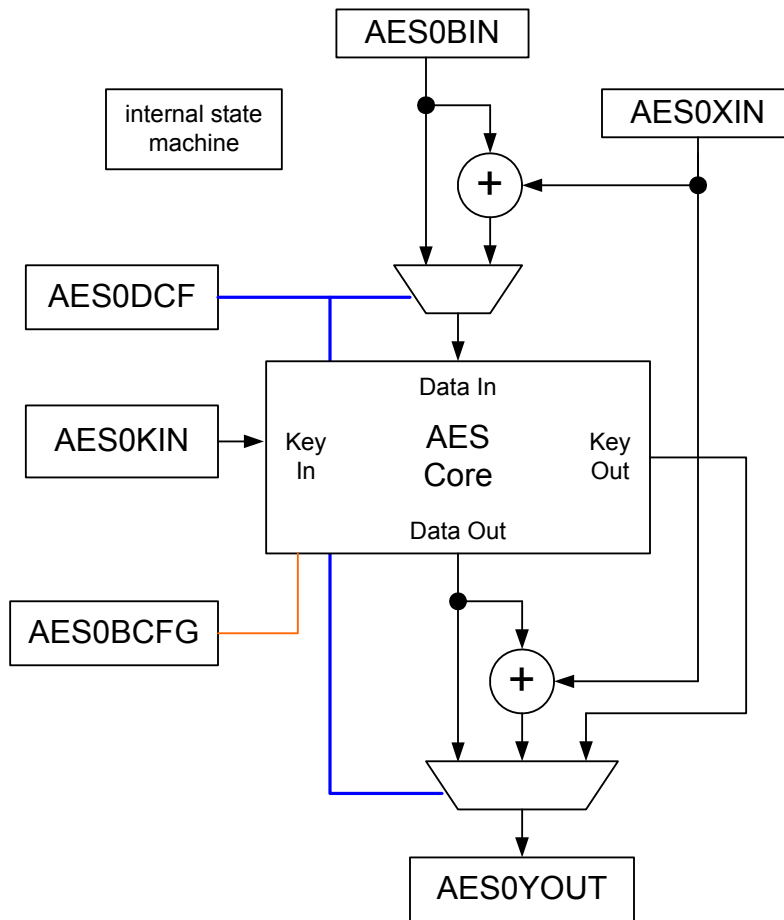 AES0BIN
internal state
machine
AES0XIN
+
AES0DCF
Data In
AES0KIN
Key
In
AES
Core
Key
Out
Data Out
AES0BCFG
+
AES0YOUT